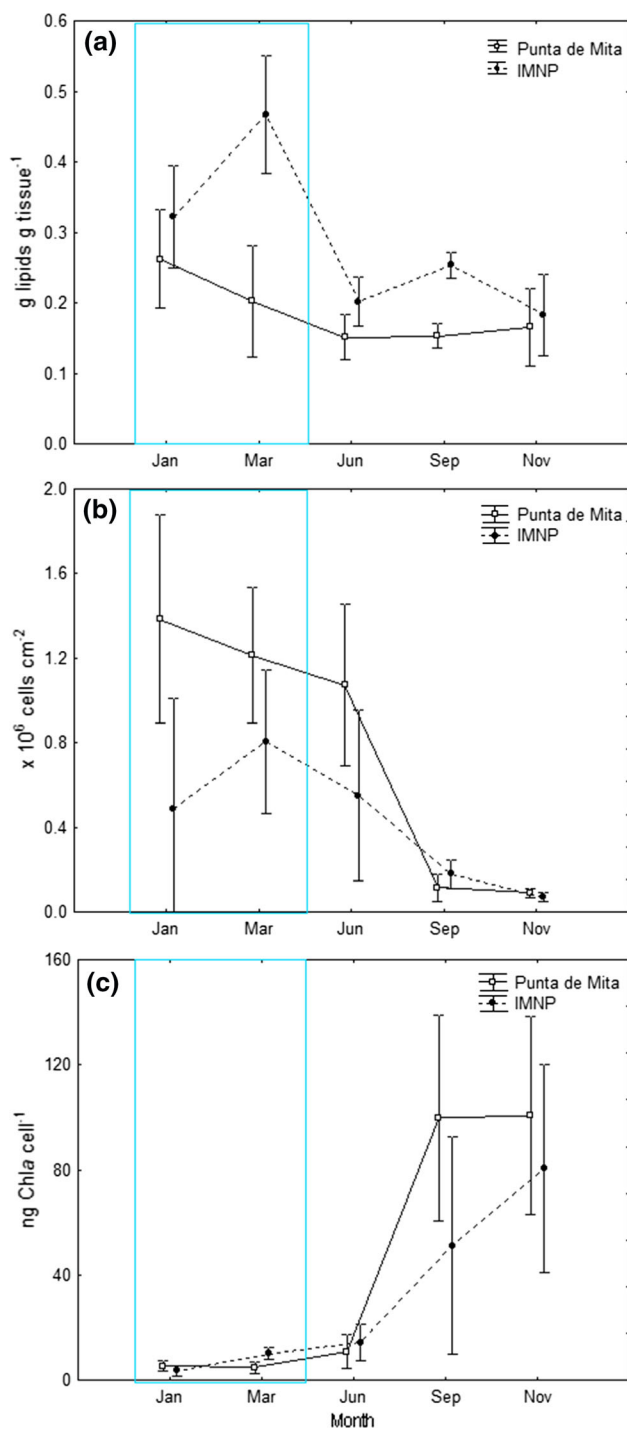 (a)
Punta de Mita
IMNP
g lipids g tissue⁻¹
0.6
0.5
0.4
0.3
0.2
0.1
0.0
Jan Mar Jun Sep Nov
(b)
Punta de Mita
IMNP
x 10⁶ cells cm⁻²
2.0
1.6
1.2
0.8
0.4
0.0
Jan Mar Jun Sep Nov
(c)
Punta de Mita
IMNP
ng Chla cell⁻¹
160
120
80
40
0
Jan Mar Jun Sep Nov
Month